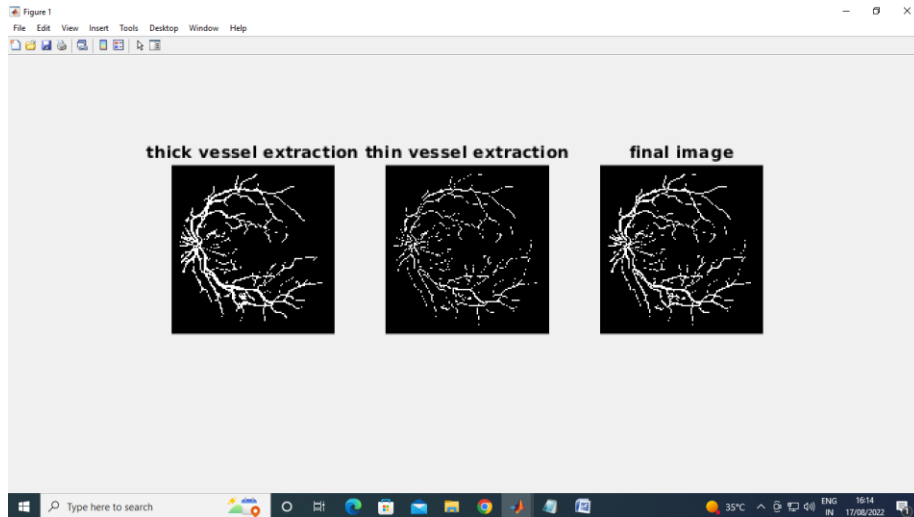 Figure 1
File Edit View Insert Tools Desktop Window Help
thick vessel extraction thin vessel extraction final image
Type here to search
35°C
ENG 16:14
IN 17/08/2022